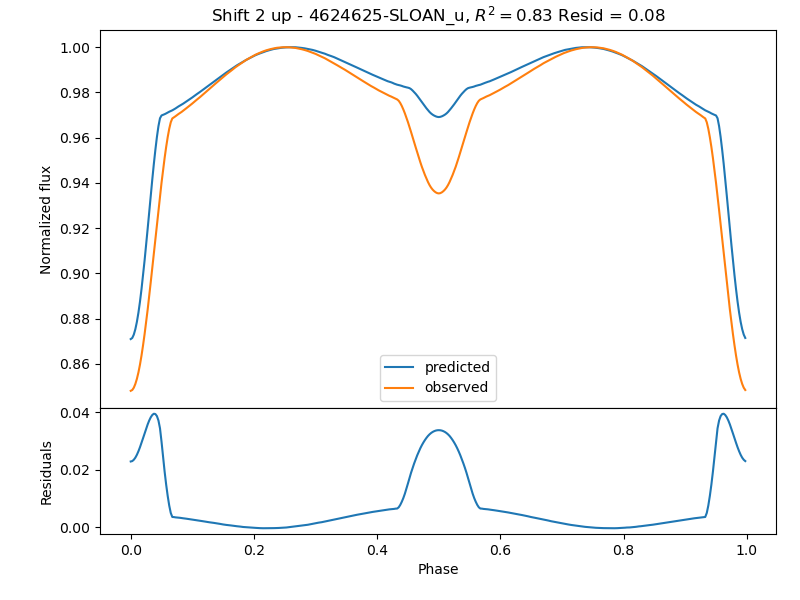 Shift 2 up - 4624625-SLOAN_u, R² = 0.83 Resid = 0.08
1.00
0.98
0.96
0.94
0.92
0.90
0.88
0.86
Normalized flux
predicted
observed
0.04
0.02
0.00
Residuals
0.0 0.2 0.4 0.6 0.8 1.0
Phase